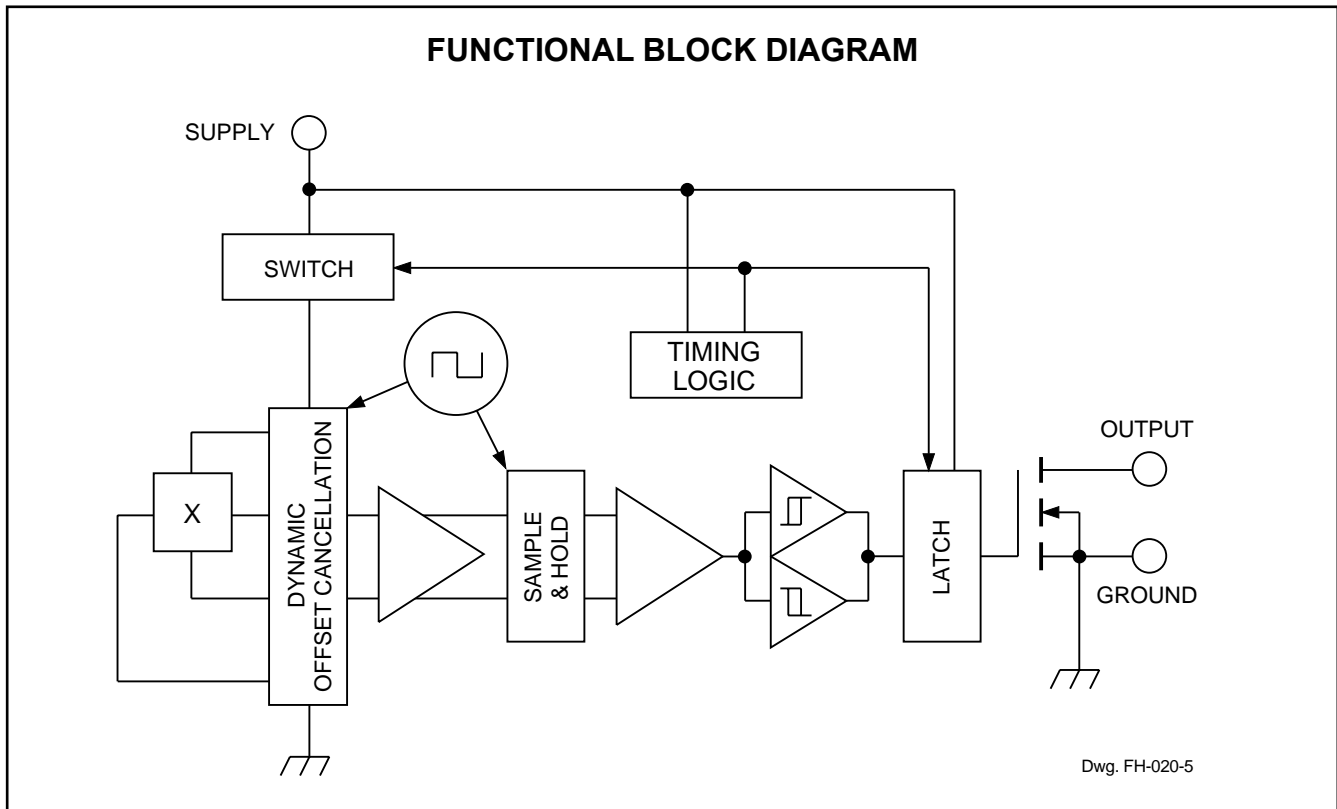 FUNCTIONAL BLOCK DIAGRAM
SUPPLY
SWITCH
TIMING
LOGIC
X
DYNAMIC
OFFSET CANCELLATION
SAMPLE
& HOLD
LATCH
OUTPUT
GROUND
Dwg. FH-020-5